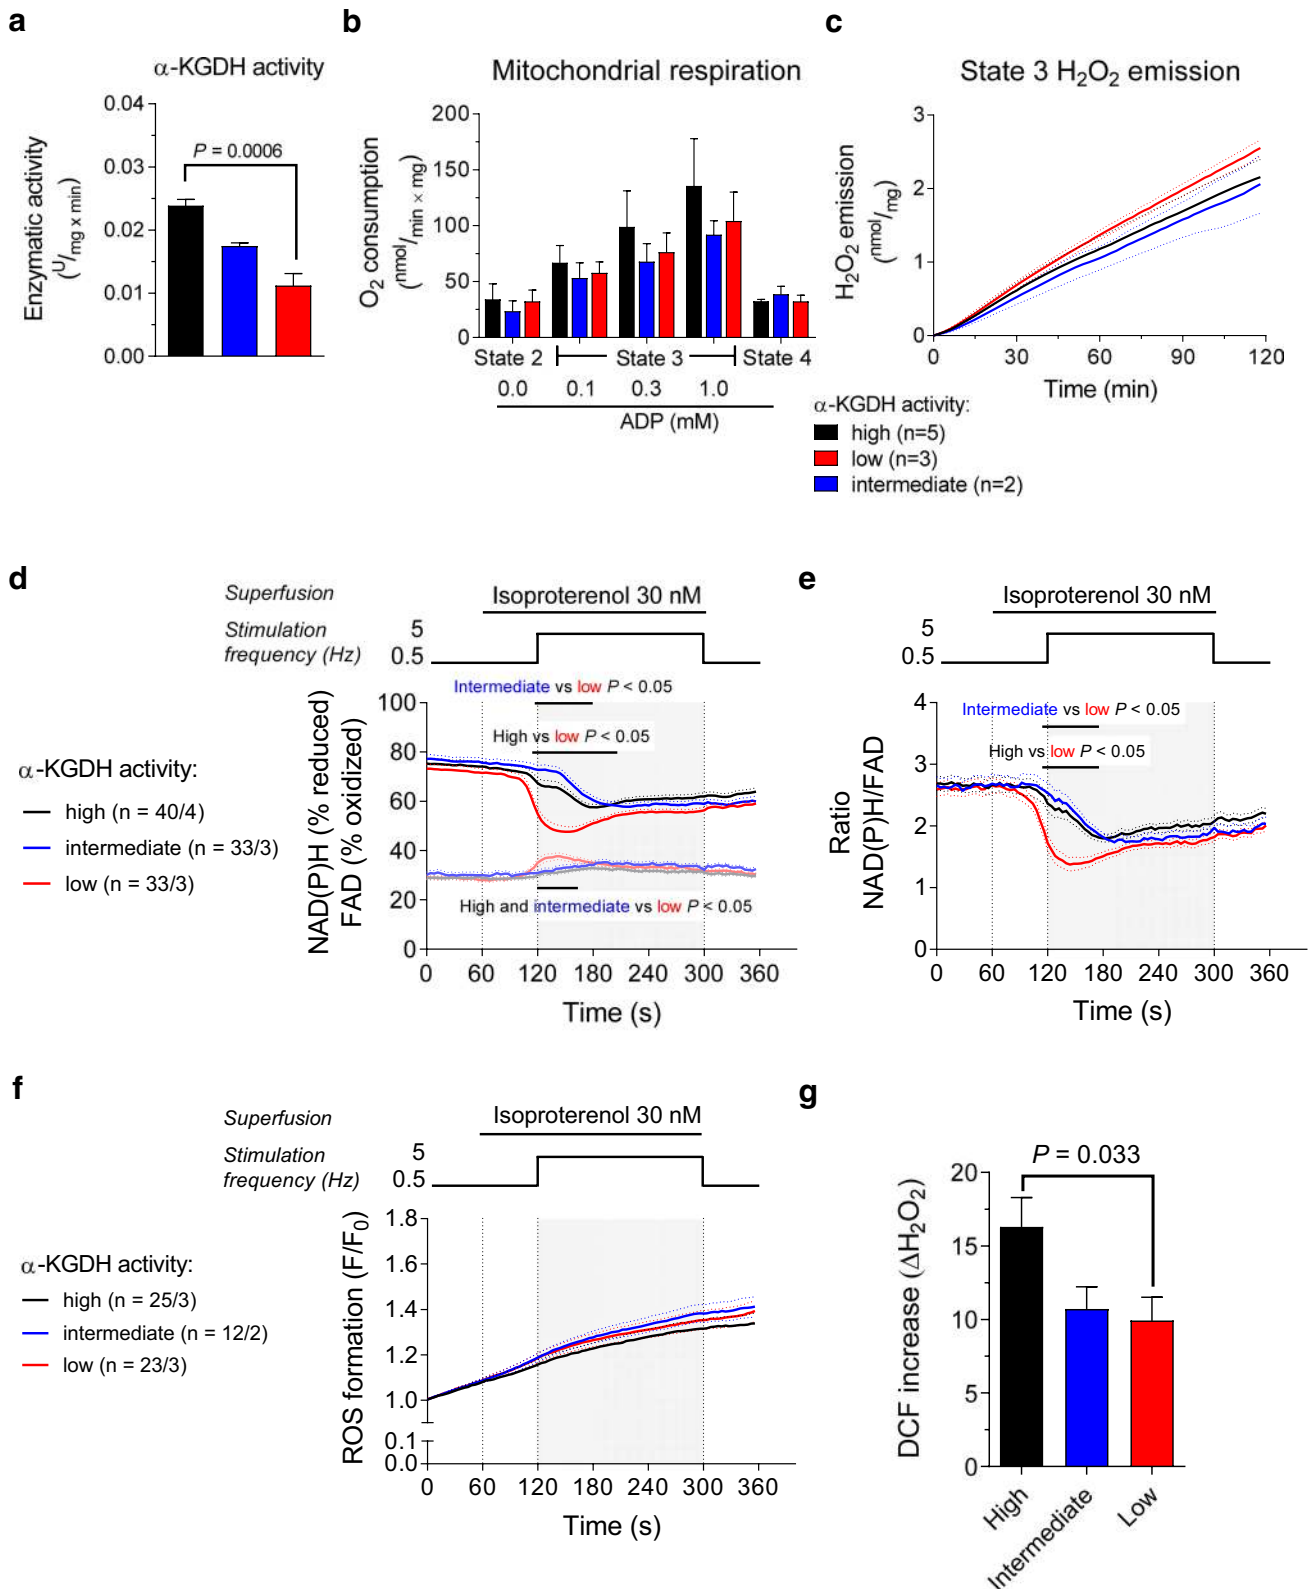 a
α-KGDH activity
Enzymatic activity
(U/mg x min)
0.04
0.03
0.02
0.01
0.00
P = 0.0006
b
Mitochondrial respiration
O2 consumption
(nmol/min × mg)
200
150
100
50
0
State 2 State 3 State 4
0.0 0.1 0.3 1.0
ADP (mM)
c
State 3 H2O2 emission
H2O2 emission
(nmol/mg)
3
2
1
0
0 30 60 90 120
Time (min)
α-KGDH activity:
high (n=5)
low (n=3)
intermediate (n=2)
d
Superfusion
Isoproterenol 30 nM
Stimulation
frequency (Hz)
5
0.5
α-KGDH activity:
high (n = 40/4)
intermediate (n = 33/3)
low (n = 33/3)
NAD(P)H (% reduced)
FAD (% oxidized)
100
80
60
40
20
0
Intermediate vs low P < 0.05
High vs low P < 0.05
High and intermediate vs low P < 0.05
0 60 120 180 240 300 360
Time (s)
e
Isoproterenol 30 nM
5
0.5
Ratio
NAD(P)H/FAD
4
3
2
1
0
Intermediate vs low P < 0.05
High vs low P < 0.05
0 60 120 180 240 300 360
Time (s)
f
Superfusion
Isoproterenol 30 nM
Stimulation
frequency (Hz)
5
0.5
α-KGDH activity:
high (n = 25/3)
intermediate (n = 12/2)
low (n = 23/3)
ROS formation (F/F0)
1.8
1.6
1.4
1.2
1.0
0.1
0.0
0 60 120 180 240 300 360
Time (s)
g
P = 0.033
DCF increase (ΔH2O2)
20
15
10
5
0
High
Intermediate
Low